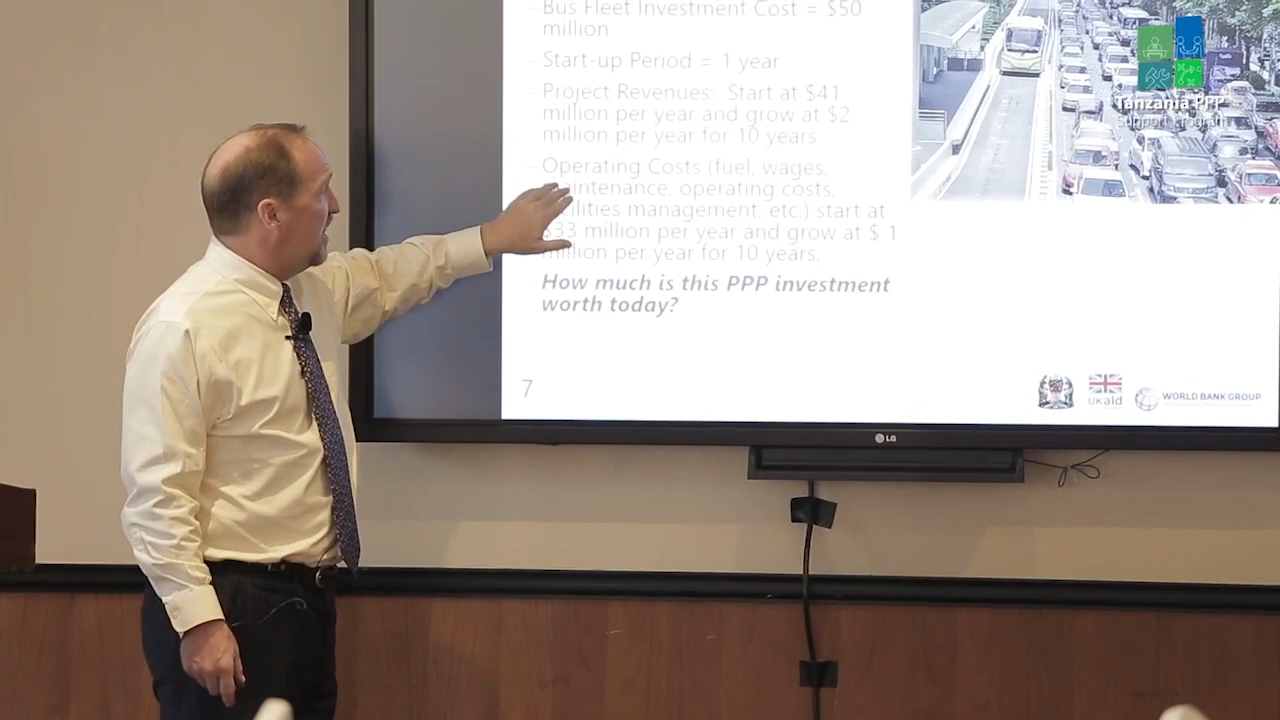 Bus Fleet Investment Cost = $50
million
Start-up Period = 1 year
Project Revenues: Start at $41
million per year and grow at $2
million per year for 10 years
Operating Costs (fuel, wages,
operating costs,
management, etc.) start at
$33 million per year and grow at $ 1
million per year for 10 years.
How much is this PPP investment
worth today?
7
Tanzania PPP
Support Program
UKaid
WORLD BANK GROUP
LG